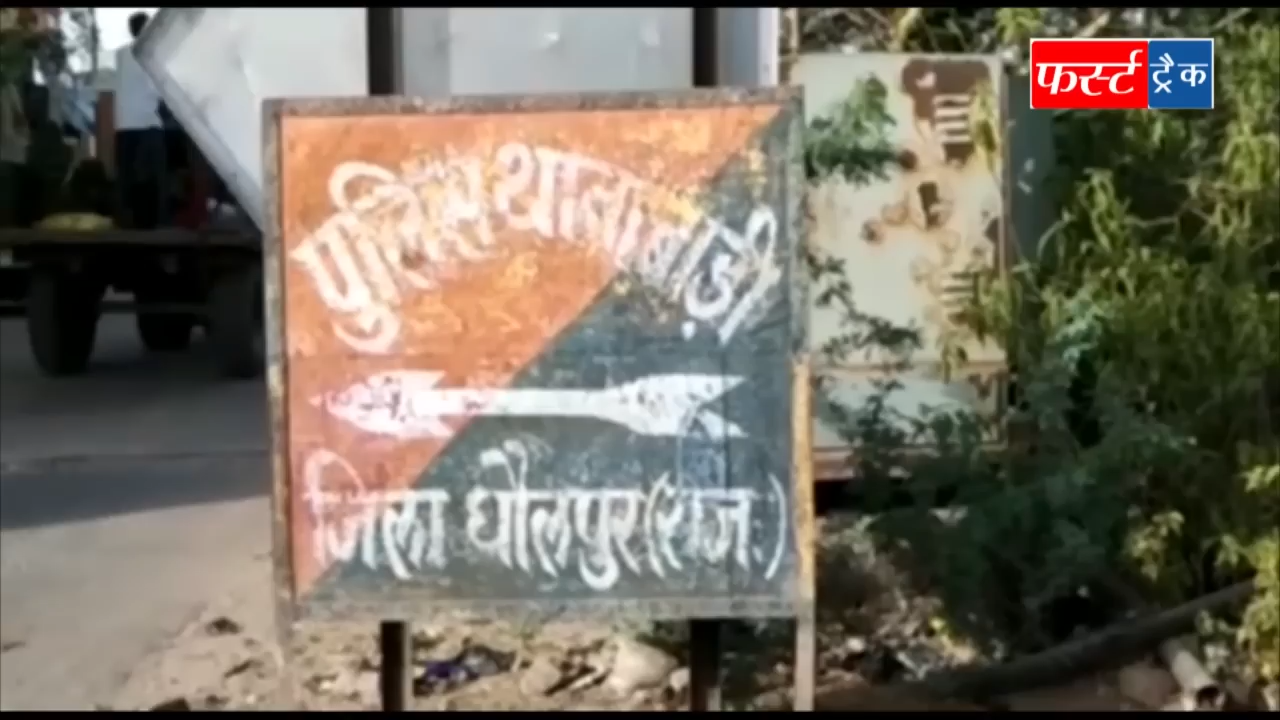 फर्स्ट ट्रैक
पुलिस थाना बाड़ी
जिला धौलपुर (राज.)